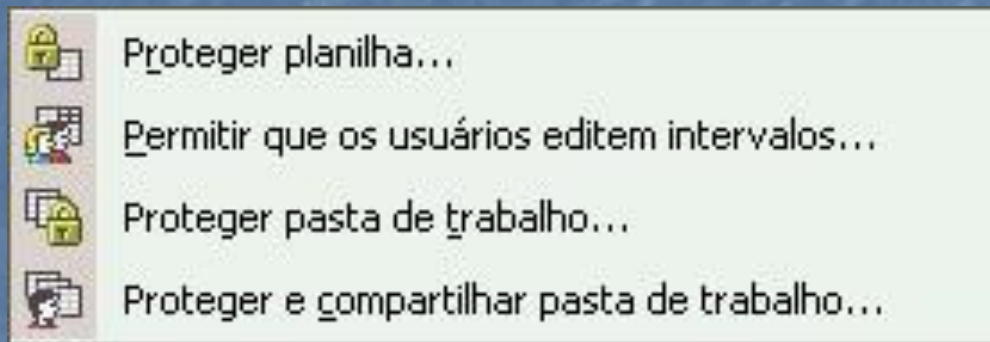 Proteger planilha...
Permitir que os usuários editem intervalos...
Proteger pasta de trabalho...
Proteger e compartilhar pasta de trabalho...